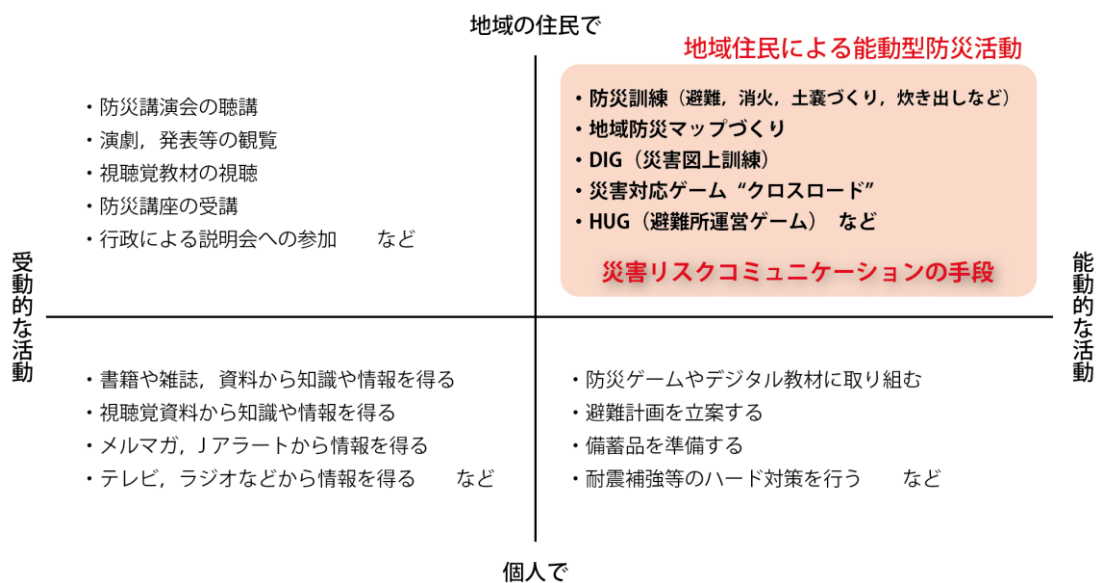 地域の住民で
地域住民による能動型防災活動
・防災講演会の聴講
・演劇，発表等の観覧
・視聴覚教材の視聴
・防災講座の受講
・行政による説明会への参加　　など
・防災訓練（避難，消火，土嚢づくり，炊き出しなど）
・地域防災マップづくり
・DIG（災害図上訓練）
・災害対応ゲーム“クロスロード”
・HUG（避難所運営ゲーム）　など
災害リスクコミュニケーションの手段
受動的な活動
能動的な活動
・書籍や雑誌，資料から知識や情報を得る
・視聴覚資料から知識や情報を得る
・メルマガ，Jアラートから情報を得る
・テレビ，ラジオなどから情報を得る　　など
・防災ゲームやデジタル教材に取り組む
・避難計画を立案する
・備蓄品を準備する
・耐震補強等のハード対策を行う　　など
個人で